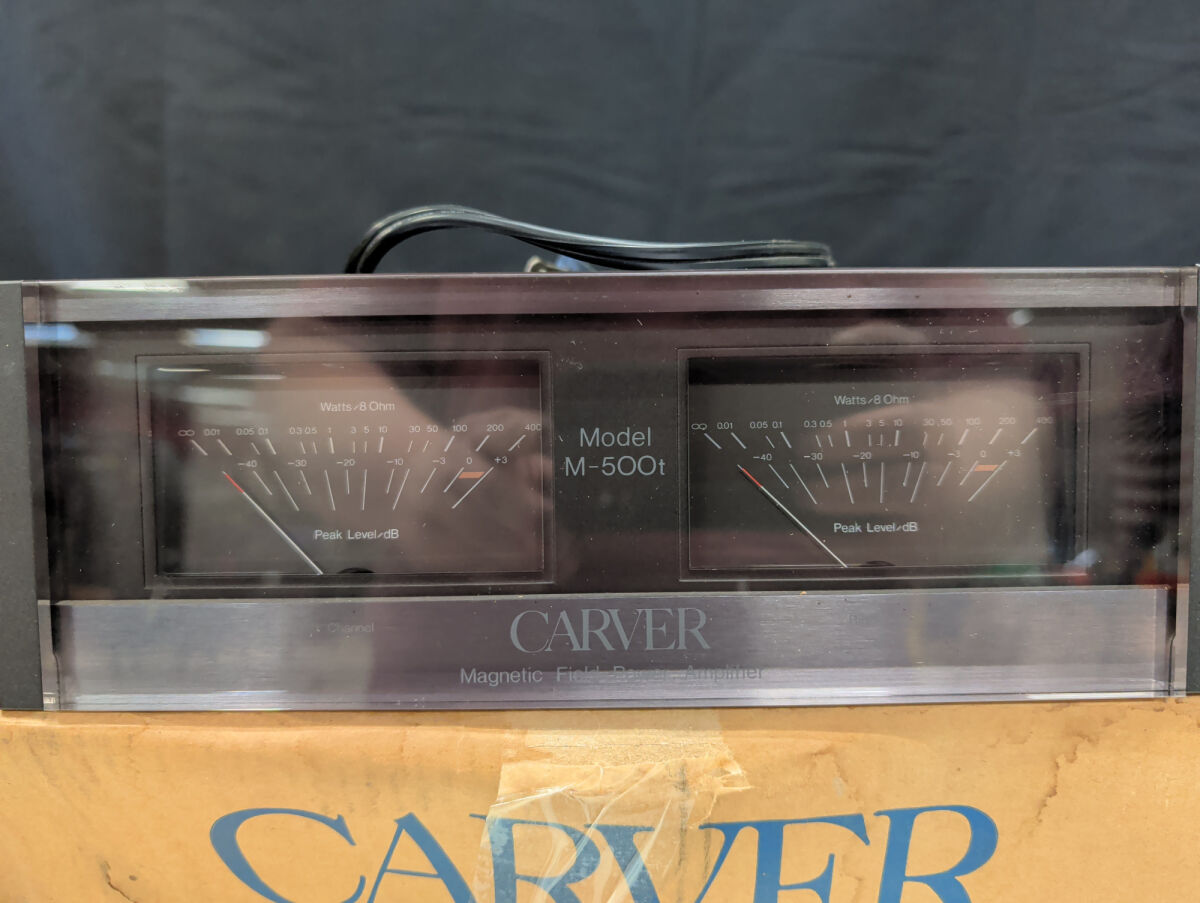 Watts/8 Ohm
∞ 0.01 0.05 0.1 0.3 0.5 1 3 5 10 30 50 100 200 400
-40 -30 -20 -10 -3 0 +3
Peak Level/dB
Model
M-500t
Watts/8 Ohm
∞ 0.01 0.05 0.1 0.3 0.5 1 3 5 10 30 50 100 200 400
-40 -30 -20 -10 -3 0 +3
Peak Level/dB
Channel
CARVER
Magnetic Field Power Amplifier
CARVER